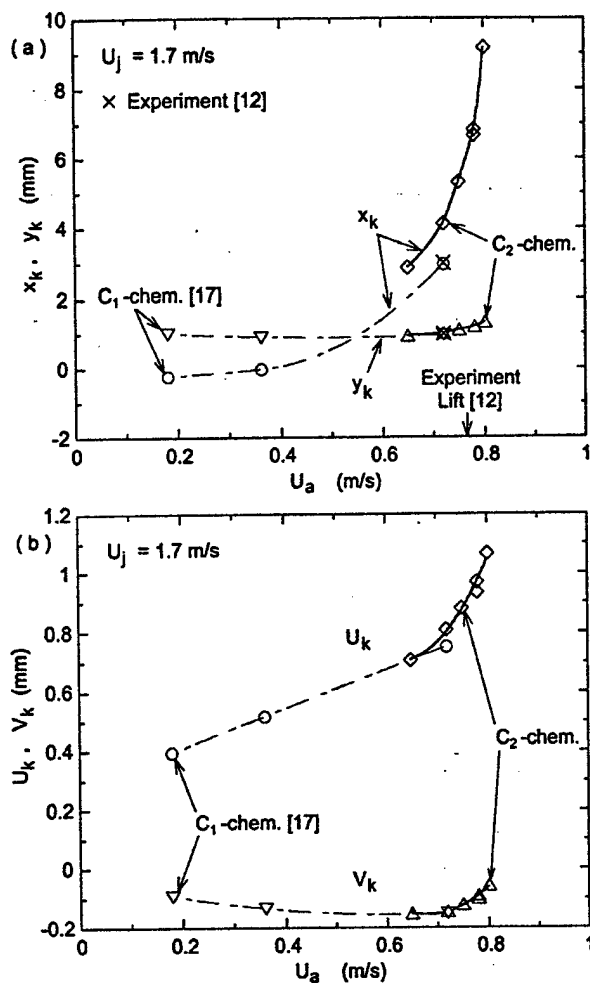 (a)
U_j = 1.7 m/s
× Experiment [12]
x_k
C_2-chem.
C_1-chem. [17]
y_k
Experiment
Lift [12]
x_k, y_k (mm)
10
8
6
4
2
0
-2
0
0.2
0.4
0.6
0.8
1
U_a (m/s)
(b)
U_j = 1.7 m/s
U_k
C_2-chem.
C_1-chem. [17]
V_k
U_k, V_k (mm)
1.2
1
0.8
0.6
0.4
0.2
0
-0.2
0
0.2
0.4
0.6
0.8
1
U_a (m/s)